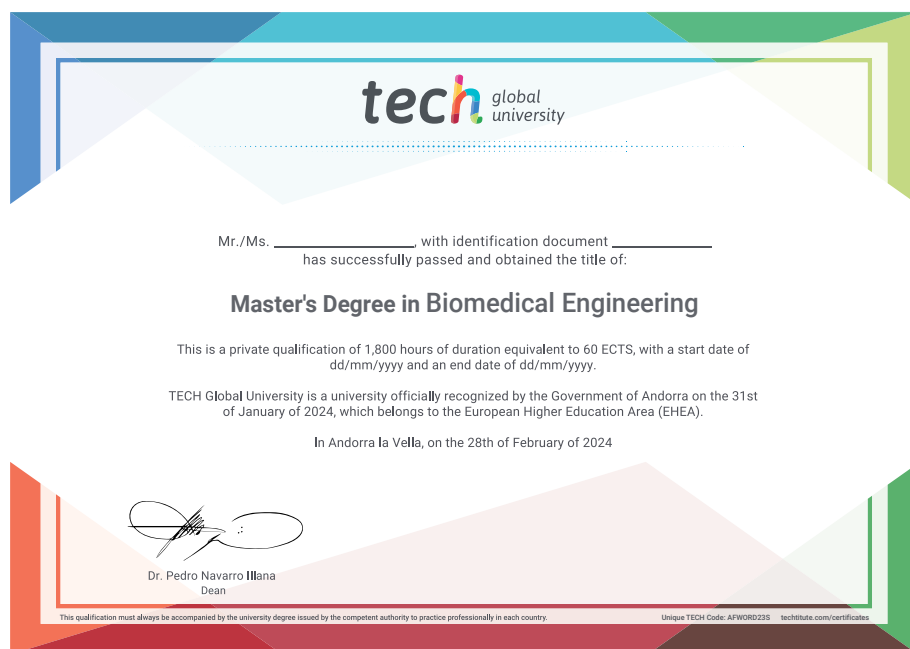 tech global
university
Mr./Ms. ____________________, with identification document ______________
has successfully passed and obtained the title of:
Master's Degree in Biomedical Engineering
This is a private qualification of 1,800 hours of duration equivalent to 60 ECTS, with a start date of
dd/mm/yyyy and an end date of dd/mm/yyyy.
TECH Global University is a university officially recognized by the Government of Andorra on the 31st
of January of 2024, which belongs to the European Higher Education Area (EHEA).
In Andorra la Vella, on the 28th of February of 2024
Dr. Pedro Navarro Illana
Dean
This qualification must always be accompanied by the university degree issued by the competent authority to practice professionally in each country.
Unique TECH Code: AFWORD23S techtitute.com/certificates